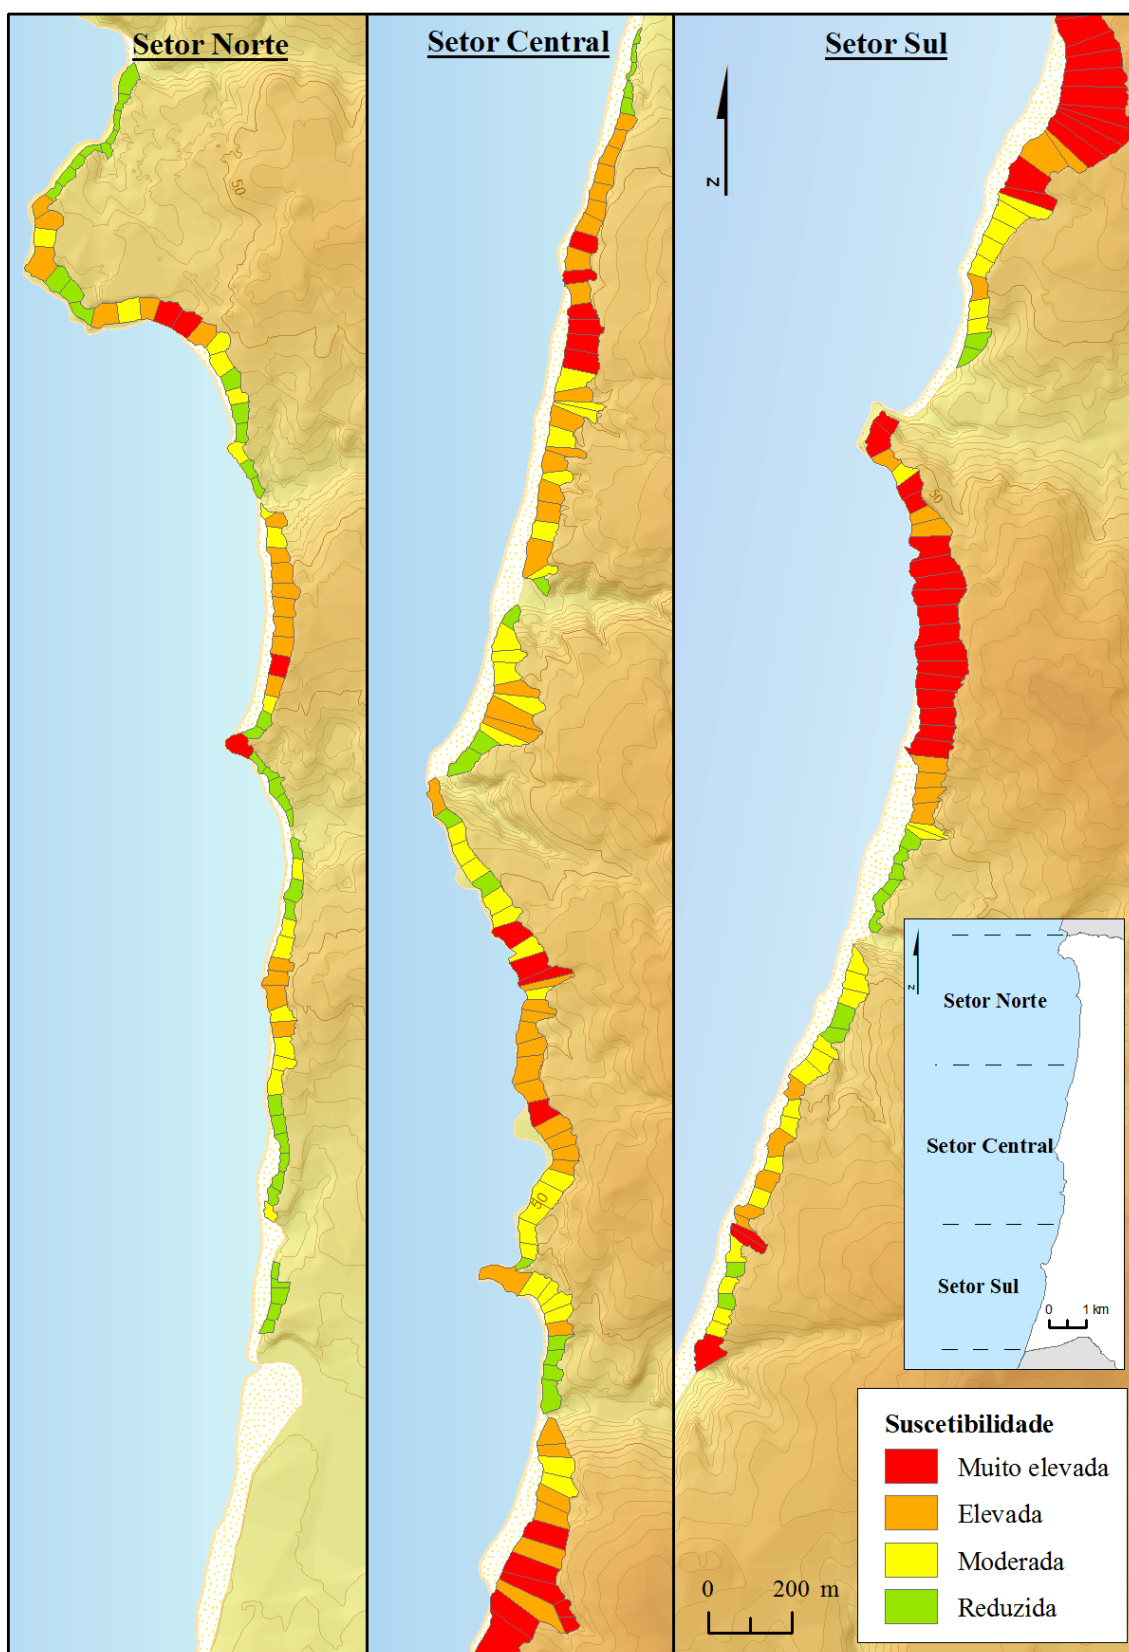 Setor Norte
Setor Central
Setor Sul
N
50
50
50
N
Setor Norte
Setor Central
Setor Sul
0 1 km
Suscetibilidade
Muito elevada
Elevada
Moderada
Reduzida
0 200 m